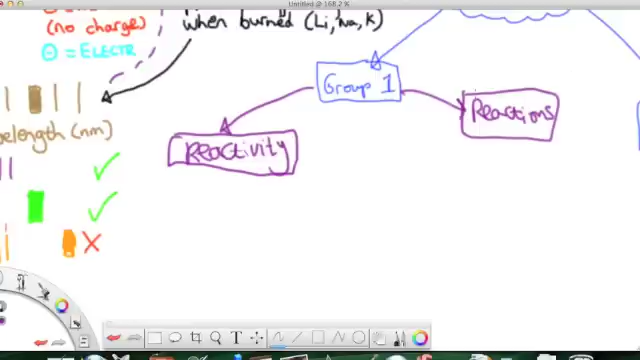 Untitled @ 168.2 %
(no charge)
⊖ = ELECTR
when burned (Li, Na, K)
Group 1
Reactions
elength (nm)
Reactivity